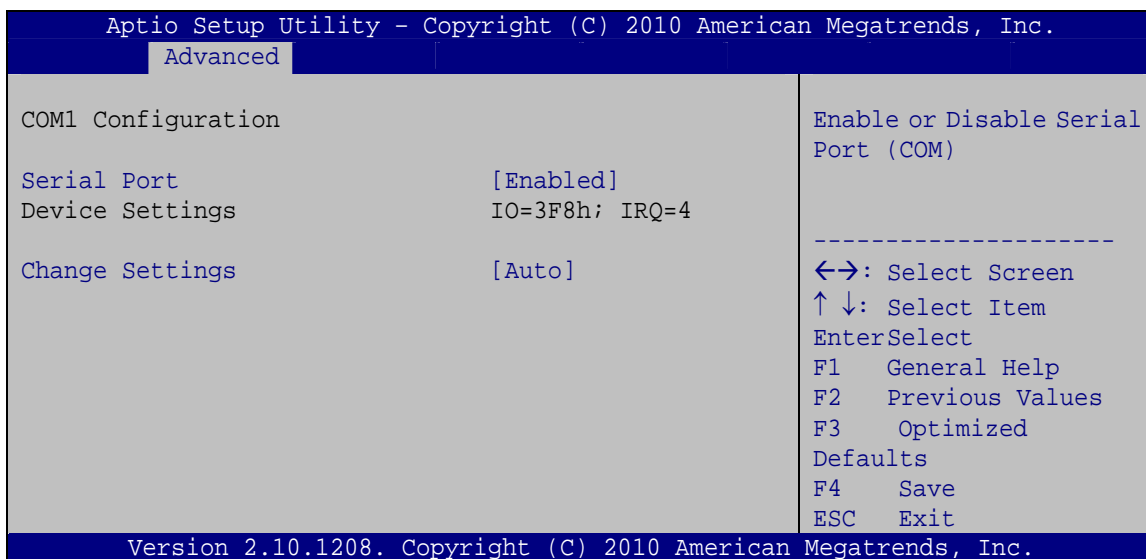 Aptio Setup Utility – Copyright (C) 2010 American Megatrends, Inc.
Advanced
COM1 Configuration
Serial Port [Enabled]
Device Settings IO=3F8h; IRQ=4
Change Settings [Auto]
Enable or Disable Serial
Port (COM)
---------------------
←→: Select Screen
↑ ↓: Select Item
EnterSelect
F1 General Help
F2 Previous Values
F3 Optimized
Defaults
F4 Save
ESC Exit
Version 2.10.1208. Copyright (C) 2010 American Megatrends, Inc.